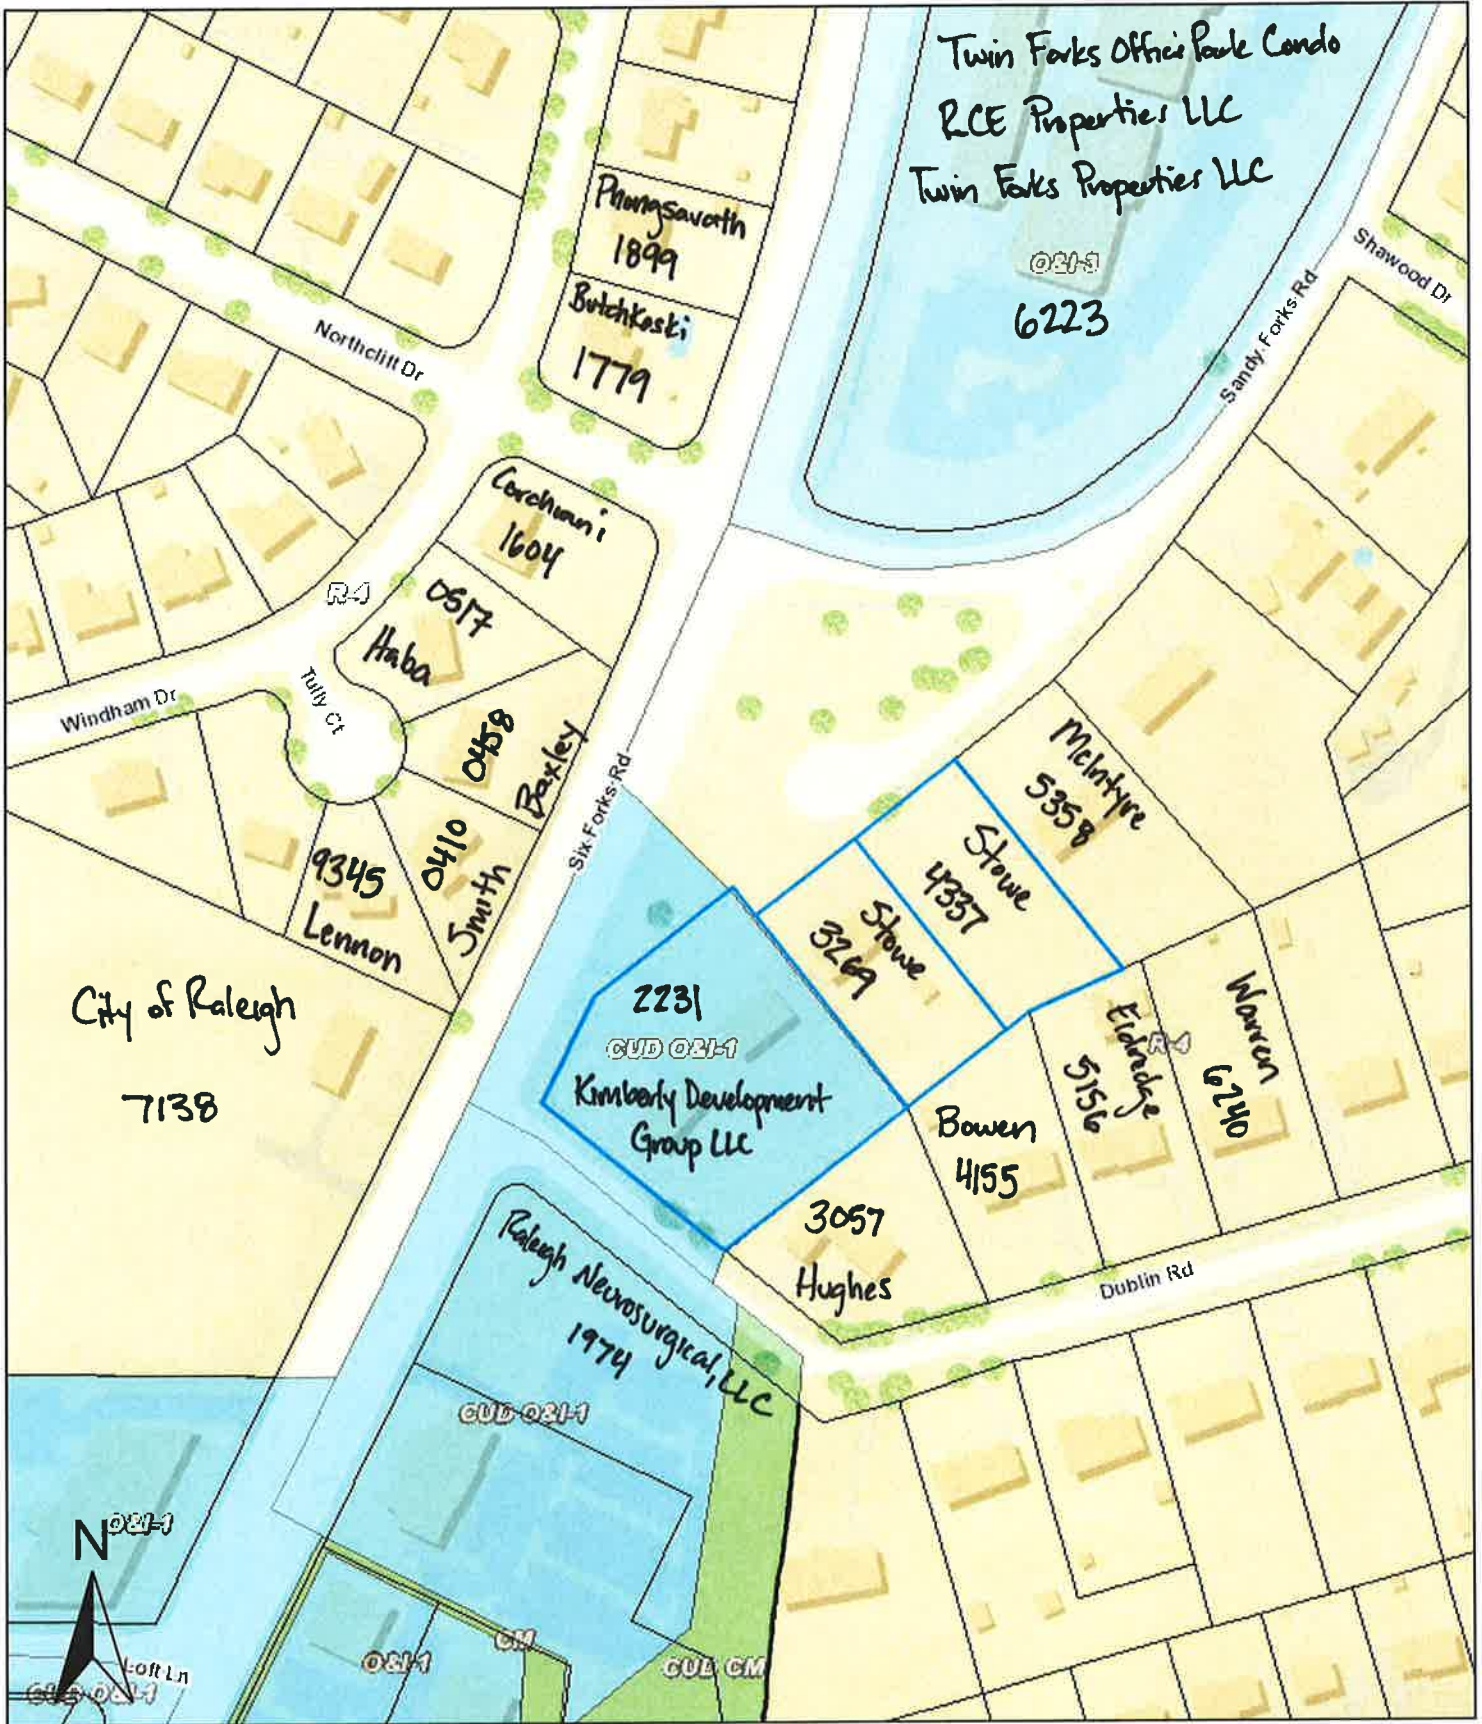 Twin Forks Office Park Condo
RCE Properties LLC
Twin Forks Properties LLC
O&I-3
6223
Phongsavath
1899
Butchkoski
1779
Shawood Dr
Sandy Forks Rd
Northclift Dr
Corchiani
1604
R-4
0517
Haba
Tully Ct
Windham Dr
0458
Baxley
Six Forks Rd
McIntyre
5358
Stowe
4337
Stowe
3269
0410
Smith
9345
Lennon
City of Raleigh
7138
2231
CUD O&I-1
Kimberly Development
Group LLC
Warren
6240
Eldredge
5156
R-4
Bowen
4155
3057
Hughes
Dublin Rd
Raleigh Neurosurgical, LLC
1974
CUD O&I-1
O&I-1
N
Loft Ln
CUD O&I-1
O&I-1
CM
CUD CM